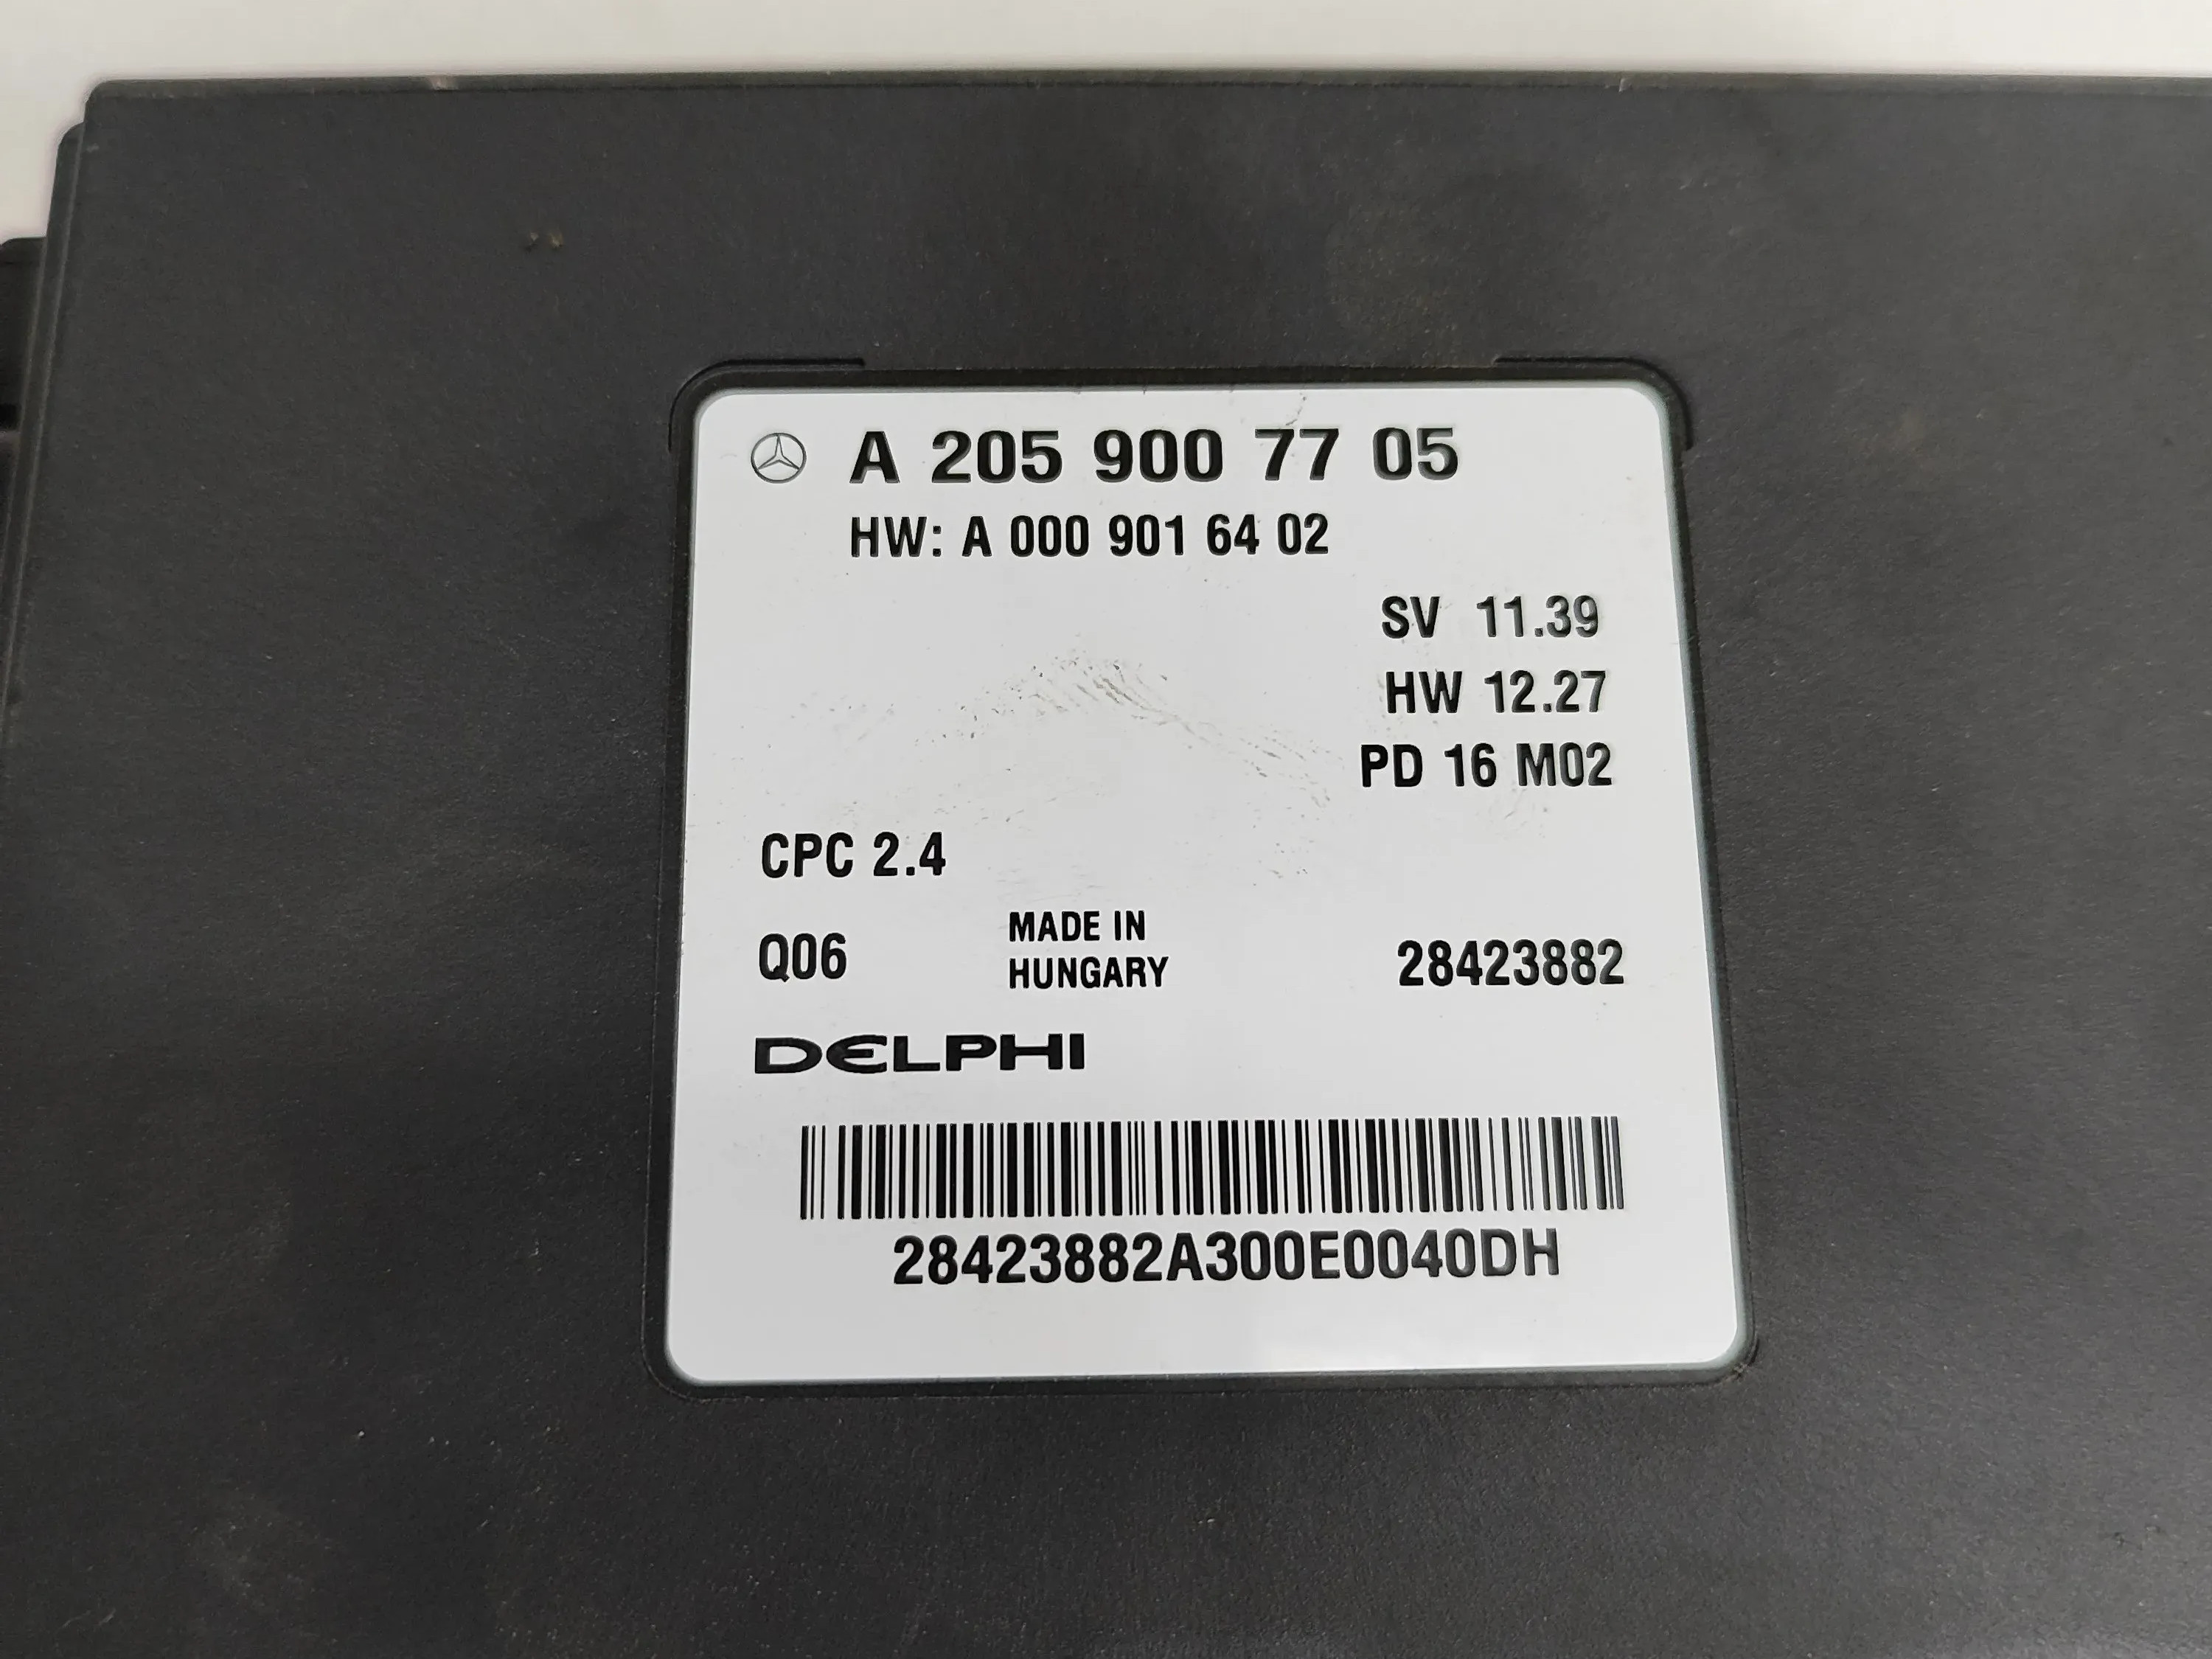 A 205 900 77 05
HW: A 000 901 64 02
SV 11.39
HW 12.27
PD 16 M02
CPC 2.4
Q06
MADE IN
HUNGARY
28423882
DELPHI
28423882A300E0040DH